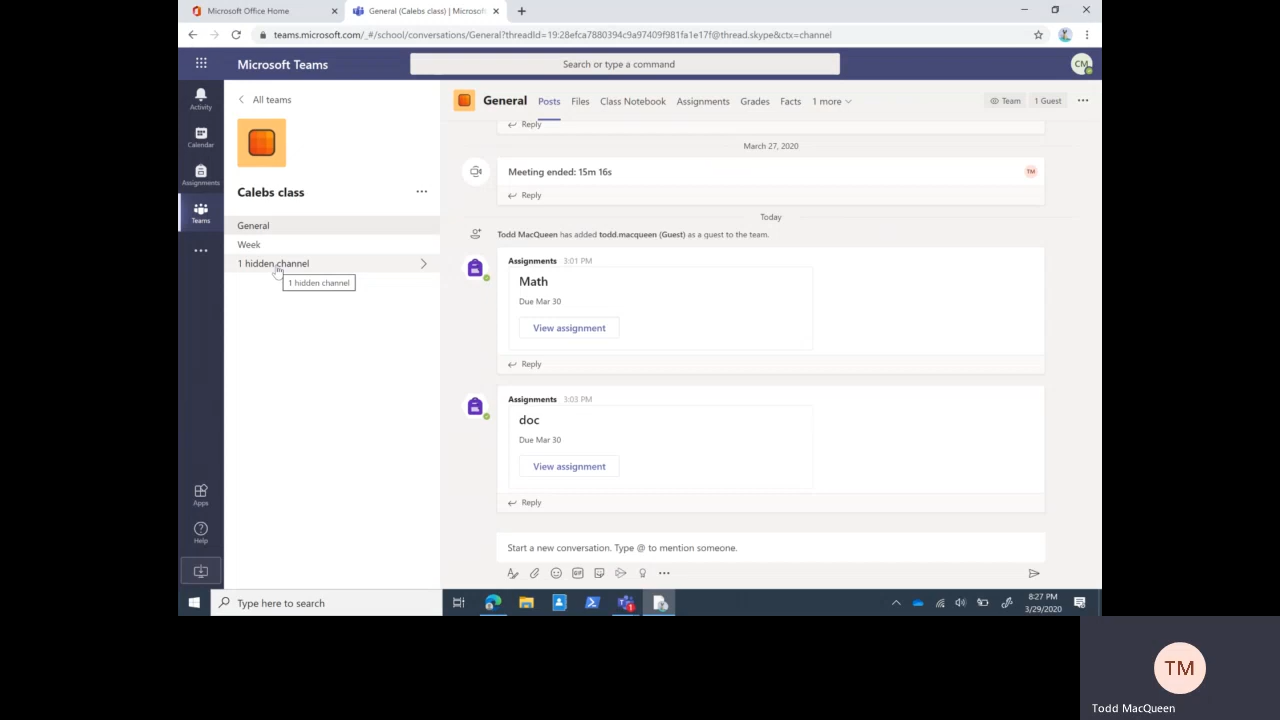 Microsoft Office Home
General (Calebs class) | Microsof
teams.microsoft.com/_#/school/conversations/General?threadId=19:28efca7880394c9a97409f981fa1e17f@thread.skype&ctx=channel
Microsoft Teams
Search or type a command
CM
Activity
Calendar
Assignments
Teams
Apps
Help
All teams
Calebs class
General
Week
1 hidden channel
1 hidden channel
General
Posts
Files
Class Notebook
Assignments
Grades
Facts
1 more
Team
1 Guest
Reply
March 27, 2020
Meeting ended: 15m 16s
TM
Reply
Today
Todd MacQueen has added todd.macqueen (Guest) as a guest to the team.
Assignments 3:01 PM
Math
Due Mar 30
View assignment
Reply
Assignments 3:03 PM
doc
Due Mar 30
View assignment
Reply
Start a new conversation. Type @ to mention someone.
GIF
Type here to search
8:27 PM
3/29/2020
TM
Todd MacQueen